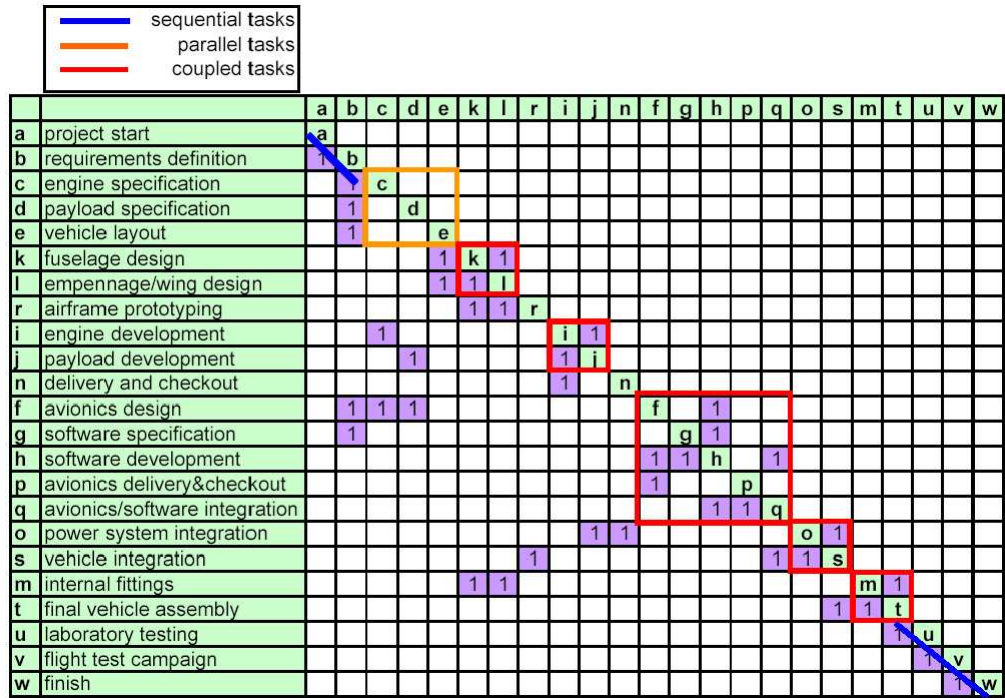 sequential tasks
parallel tasks
coupled tasks
a b c d e k l r i j n f g h p q o s m t u v w
a project start a
b requirements definition 1 b
c engine specification 1 c
d payload specification 1 d
e vehicle layout 1 e
k fuselage design 1 k 1
l empennage/wing design 1 1 l
r airframe prototyping 1 1 r
i engine development 1 i 1
j payload development 1 1 j
n delivery and checkout 1 n
f avionics design 1 1 1 f 1
g software specification 1 g 1
h software development 1 1 h 1
p avionics delivery&checkout 1 p
q avionics/software integration 1 1 q
o power system integration 1 1 o 1
s vehicle integration 1 1 1 s
m internal fittings 1 1 m 1
t final vehicle assembly 1 1 t
u laboratory testing 1 u
v flight test campaign 1 v
w finish 1 w